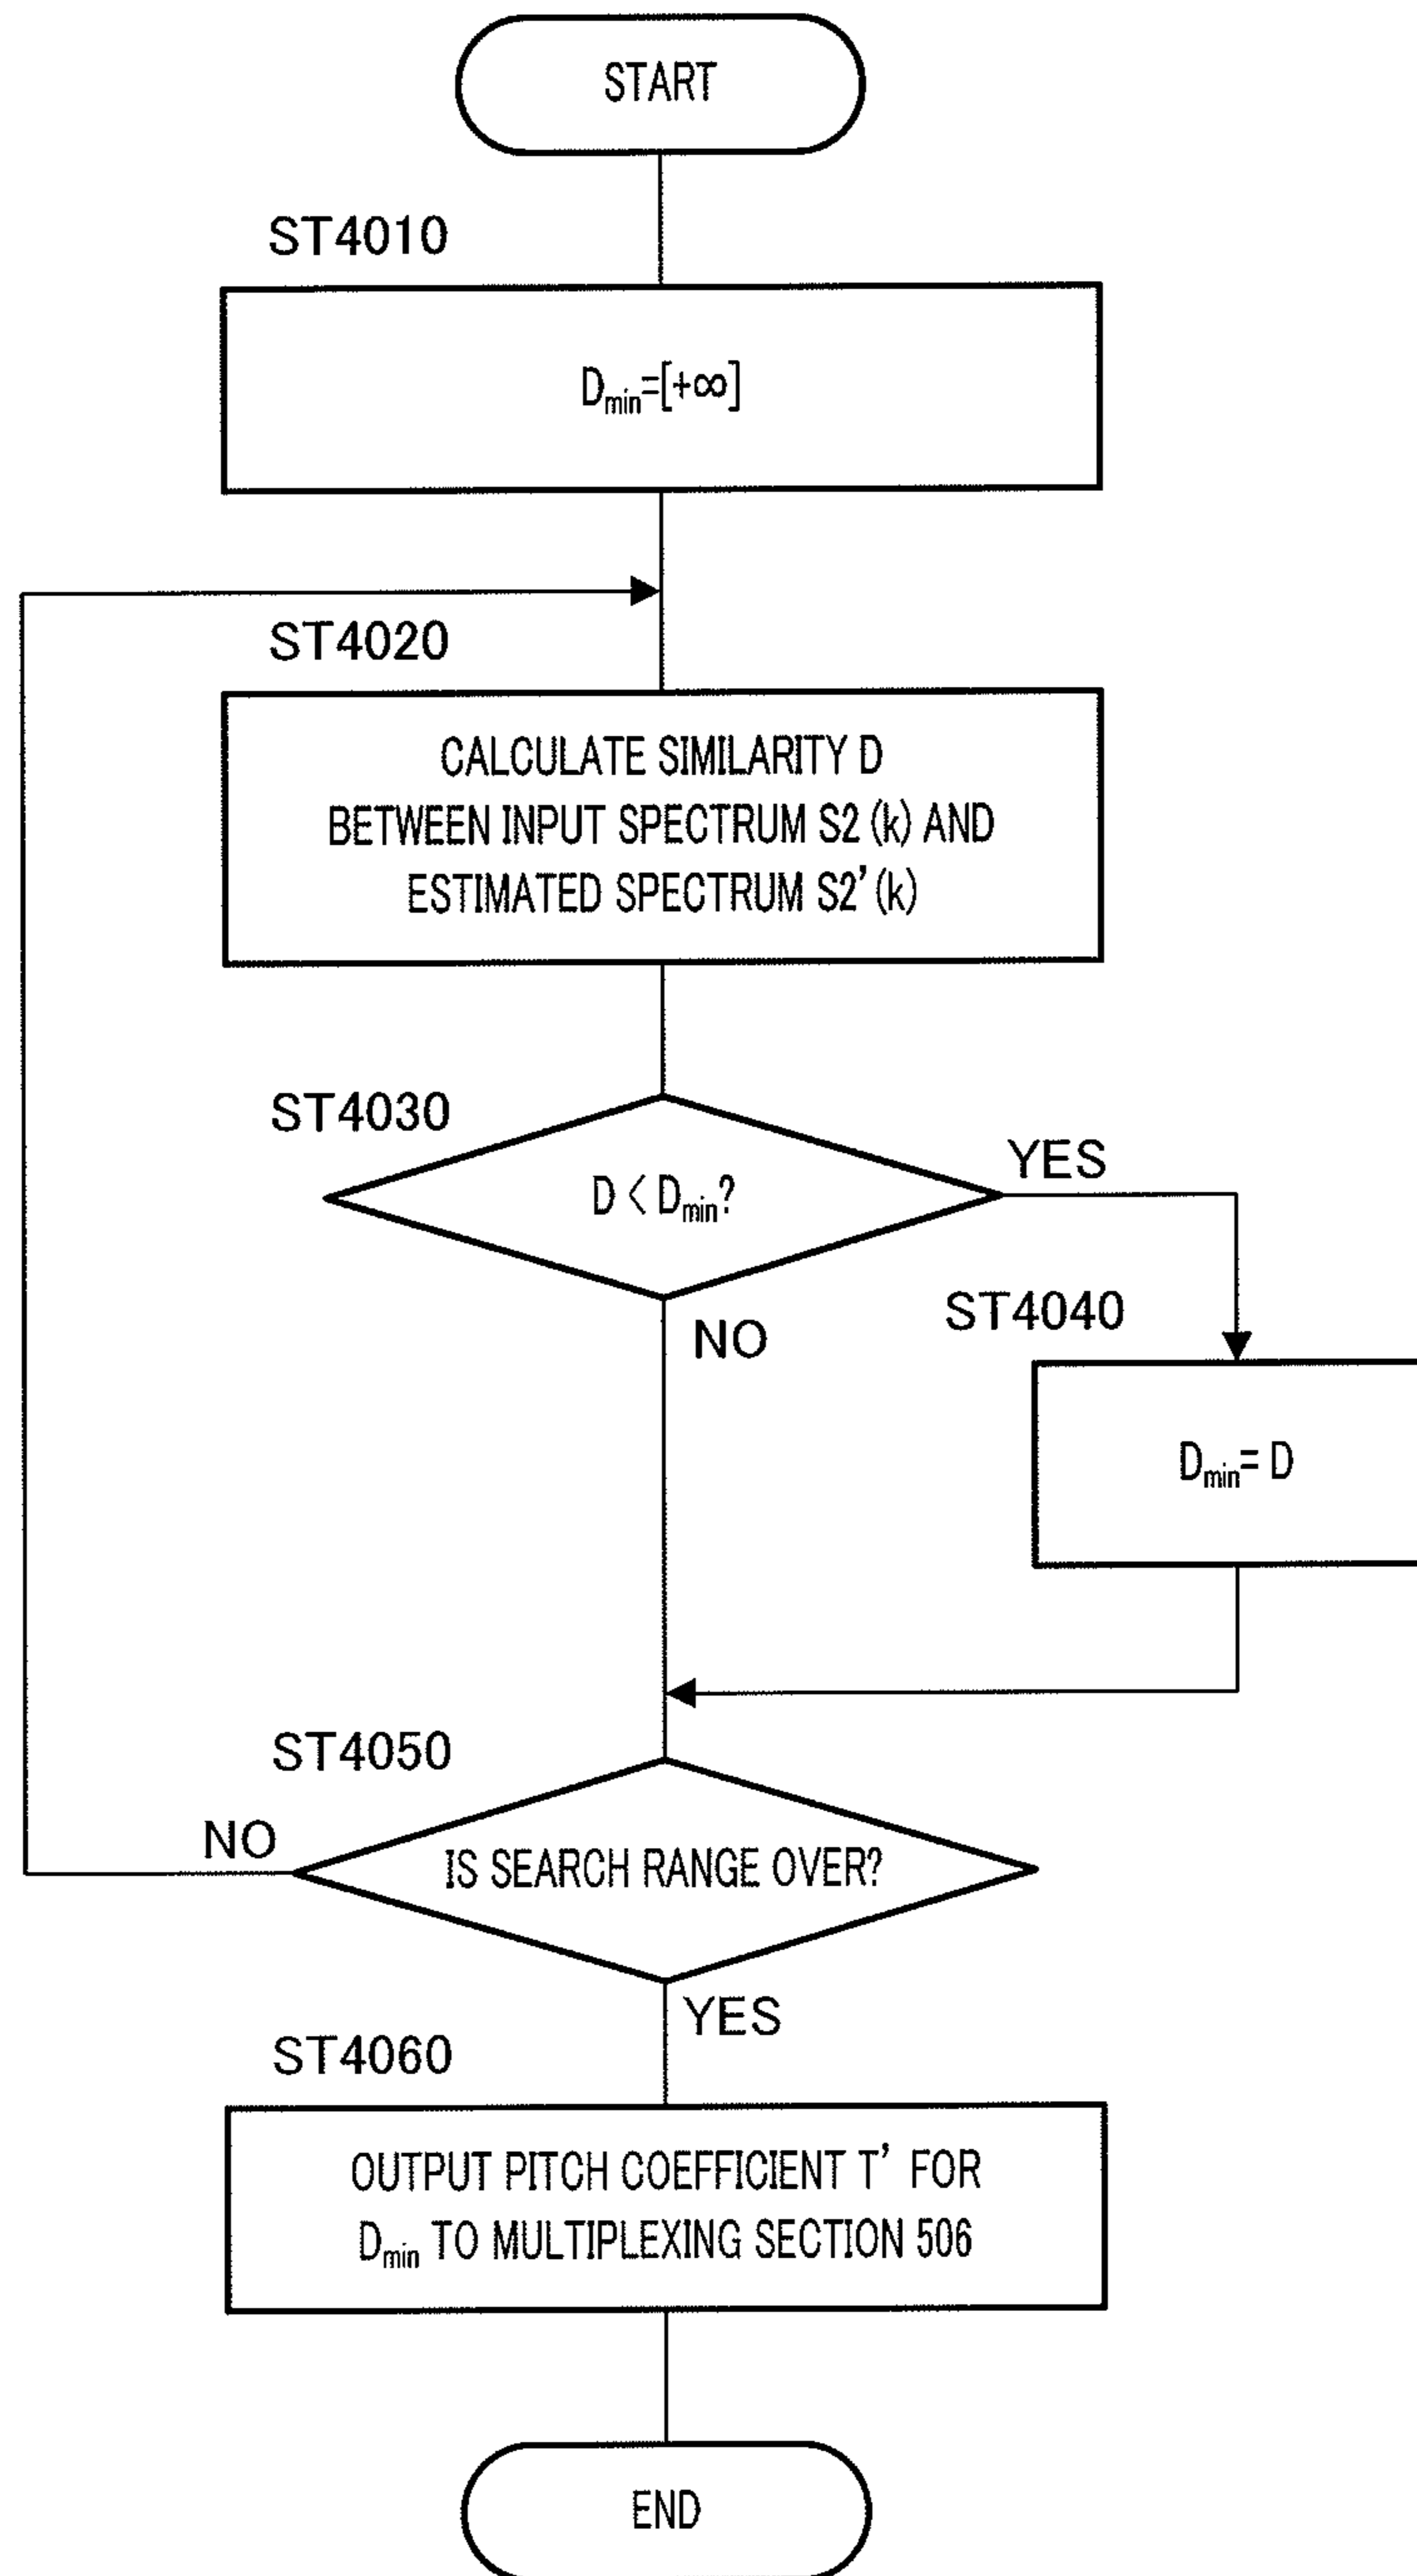 START
ST4010
Dmin=[+∞]
ST4020
CALCULATE SIMILARITY D
BETWEEN INPUT SPECTRUM S2 (k) AND
ESTIMATED SPECTRUM S2' (k)
ST4030
D < Dmin?
YES
NO
ST4040
Dmin= D
ST4050
NO
IS SEARCH RANGE OVER?
YES
ST4060
OUTPUT PITCH COEFFICIENT T' FOR
Dmin TO MULTIPLEXING SECTION 506
END